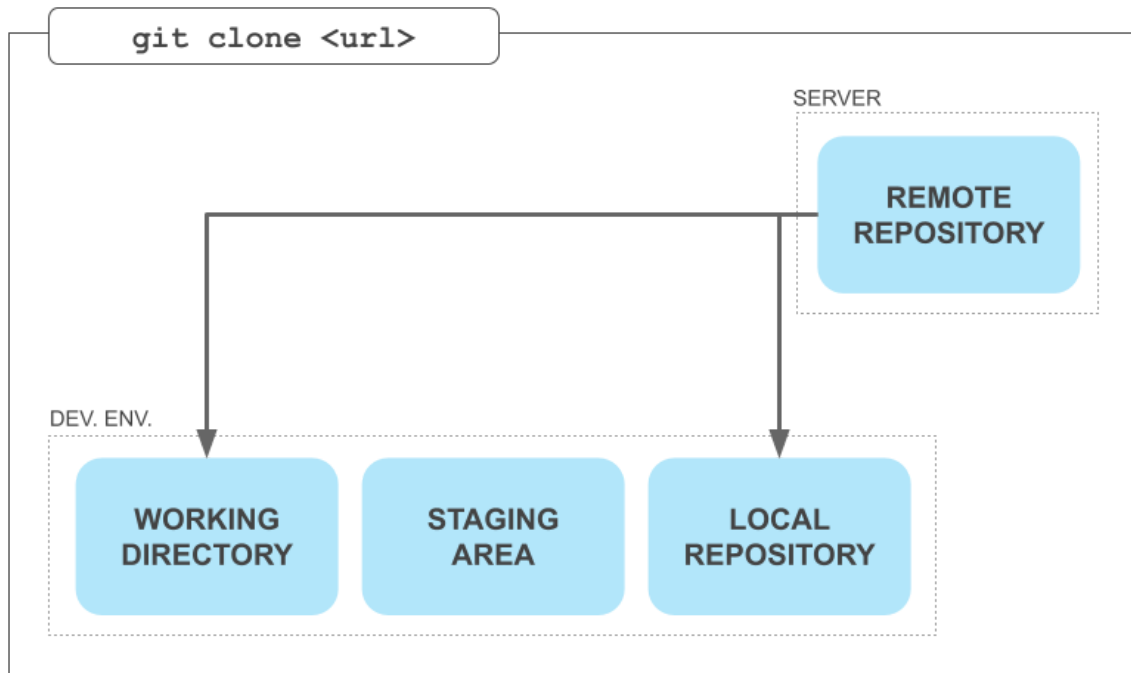 git clone <url>
SERVER
REMOTE
REPOSITORY
DEV. ENV.
WORKING
DIRECTORY
STAGING
AREA
LOCAL
REPOSITORY